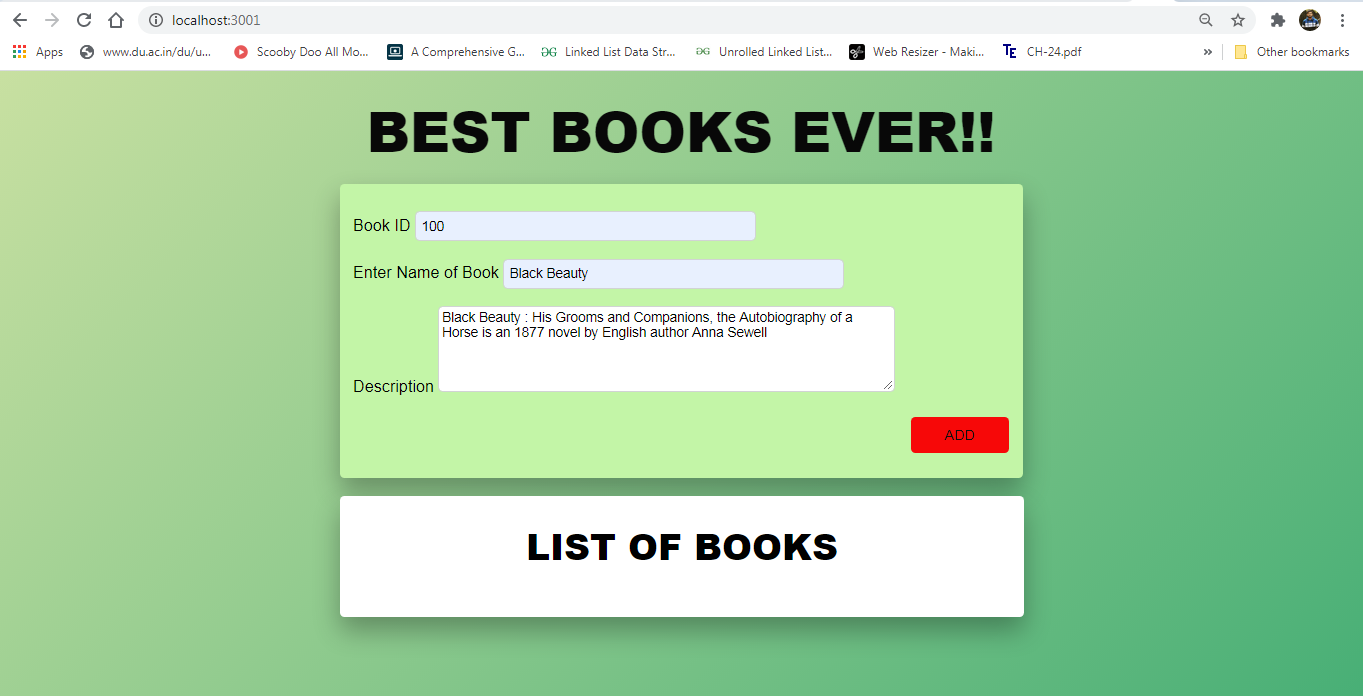 localhost:3001
Apps www.du.ac.in/du/u... Scooby Doo All Mo... A Comprehensive G... Linked List Data Str... Unrolled Linked List... Web Resizer - Maki... TE CH-24.pdf » Other bookmarks
BEST BOOKS EVER!!
Book ID 100
Enter Name of Book Black Beauty
Black Beauty : His Grooms and Companions, the Autobiography of a
Horse is an 1877 novel by English author Anna Sewell
Description
ADD
LIST OF BOOKS